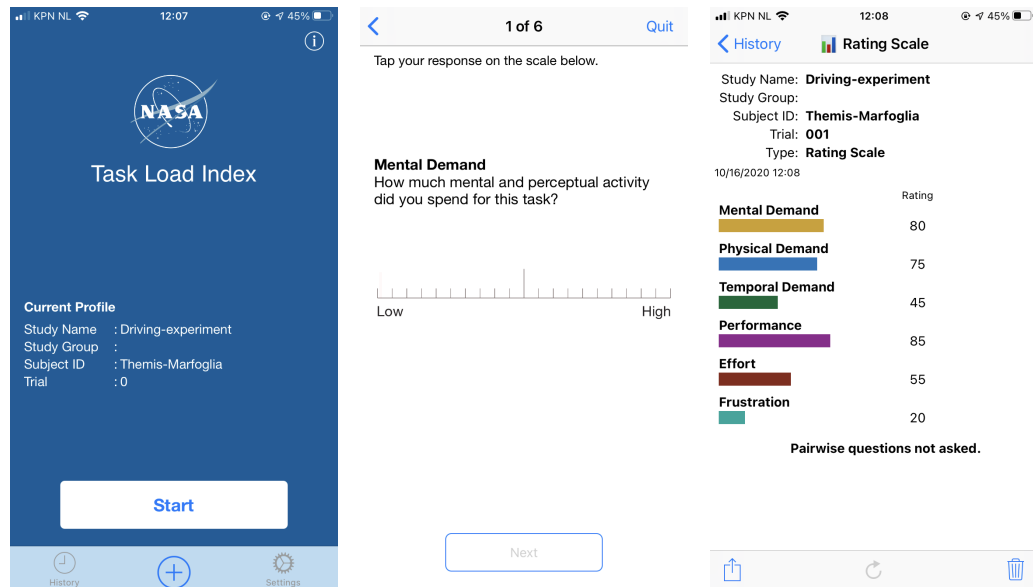 KPN NL
12:07
45%
NASA
Task Load Index
Current Profile
Study Name : Driving-experiment
Study Group :
Subject ID : Themis-Marfoglia
Trial : 0
Start
History
Settings
1 of 6
Quit
Tap your response on the scale below.
Mental Demand
How much mental and perceptual activity
did you spend for this task?
Low
High
Next
KPN NL
12:08
45%
History
Rating Scale
Study Name: Driving-experiment
Study Group:
Subject ID: Themis-Marfoglia
Trial: 001
Type: Rating Scale
10/16/2020 12:08
Rating
Mental Demand
80
Physical Demand
75
Temporal Demand
45
Performance
85
Effort
55
Frustration
20
Pairwise questions not asked.